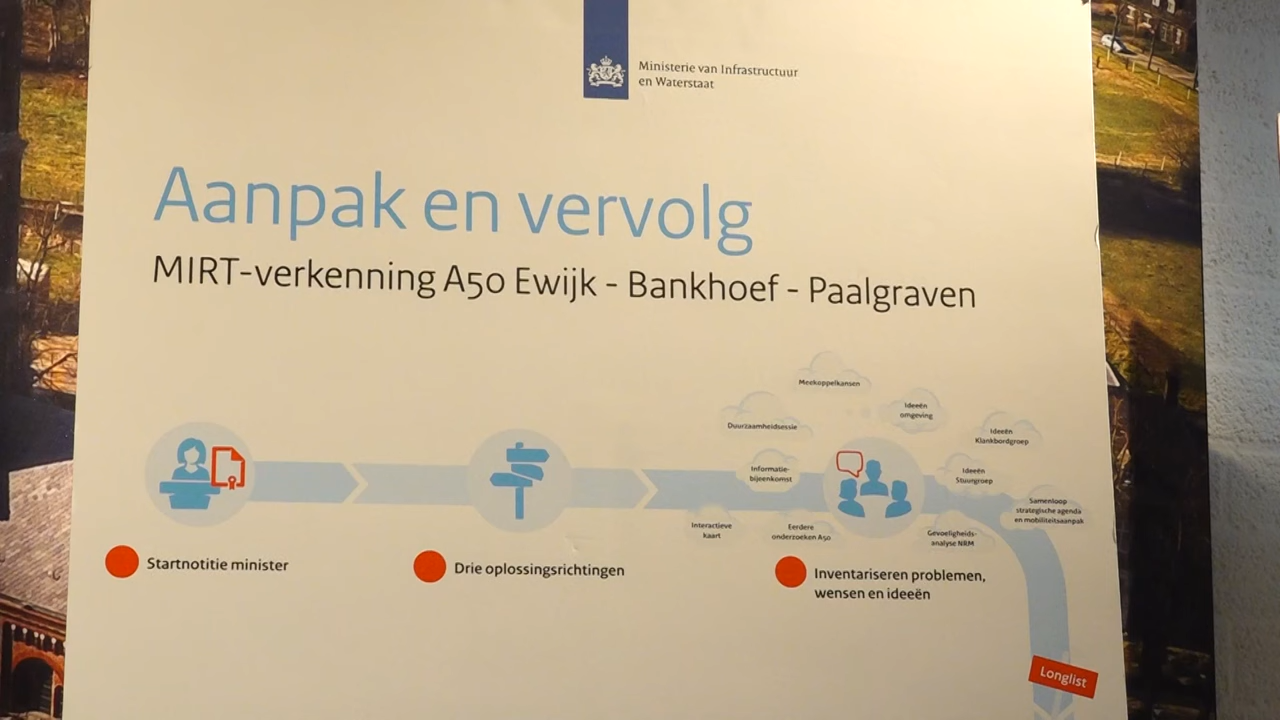 Ministerie van Infrastructuur
en Waterstaat
Aanpak en vervolg
MIRT-verkenning A50 Ewijk - Bankhoef - Paalgraven
Meekoppelkansen
Ideeën
omgeving
Duurzaamheidsessie
Ideeën
Klankbordgroep
Informatie-
bijeenkomst
Ideeën
Stuurgroep
Samenloop
strategische agenda
en mobiliteitsaanpak
Interactieve
kaart
Eerdere
onderzoeken A50
Gevoeligheids-
analyse NRM
Startnotitie minister
Drie oplossingsrichtingen
Inventariseren problemen,
wensen en ideeën
Longlist